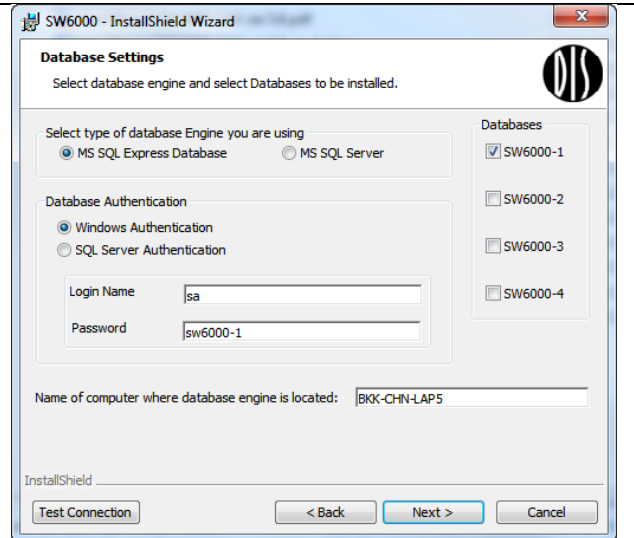 SW6000 - InstallShield Wizard
Database Settings
Select database engine and select Databases to be installed.
DIS
Select type of database Engine you are using
MS SQL Express Database
MS SQL Server
Databases
SW6000-1
SW6000-2
SW6000-3
SW6000-4
Database Authentication
Windows Authentication
SQL Server Authentication
Login Name
sa
Password
sw6000-1
Name of computer where database engine is located:
BKK-CHN-LAP5
InstallShield
Test Connection
< Back
Next >
Cancel